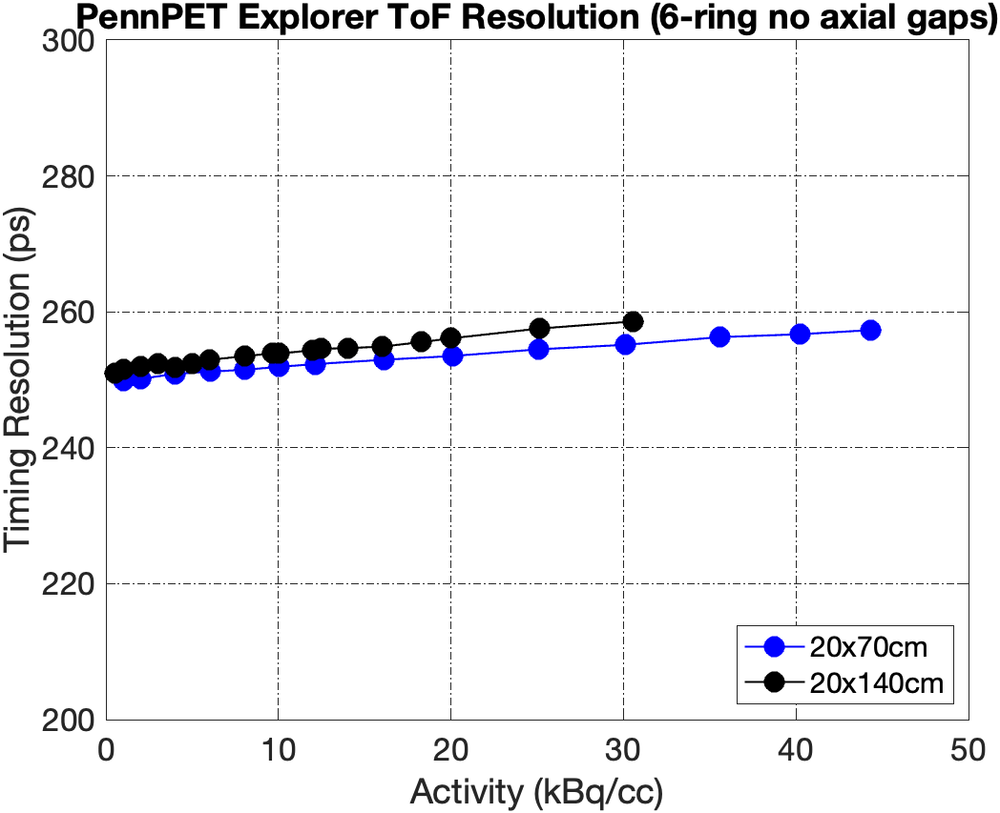 PennPET Explorer ToF Resolution (6-ring no axial gaps)
300
280
260
240
220
200
Timing Resolution (ps)
0 10 20 30 40 50
Activity (kBq/cc)
20x70cm
20x140cm